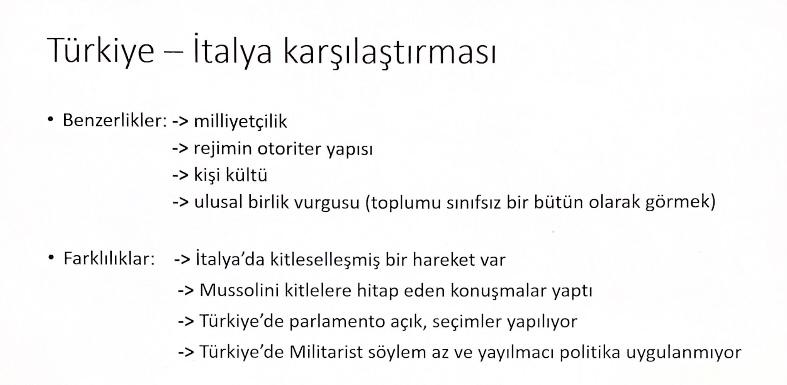 Türkiye – İtalya karşılaştırması
• Benzerlikler: -> milliyetçilik
-> rejimin otoriter yapısı
-> kişi kültü
-> ulusal birlik vurgusu (toplumu sınıfsız bir bütün olarak görmek)
• Farklılıklar: -> İtalya’da kitleselleşmiş bir hareket var
-> Mussolini kitlelere hitap eden konuşmalar yaptı
-> Türkiye’de parlamento açık, seçimler yapılıyor
-> Türkiye’de Militarist söylem az ve yayılmacı politika uygulanmıyor